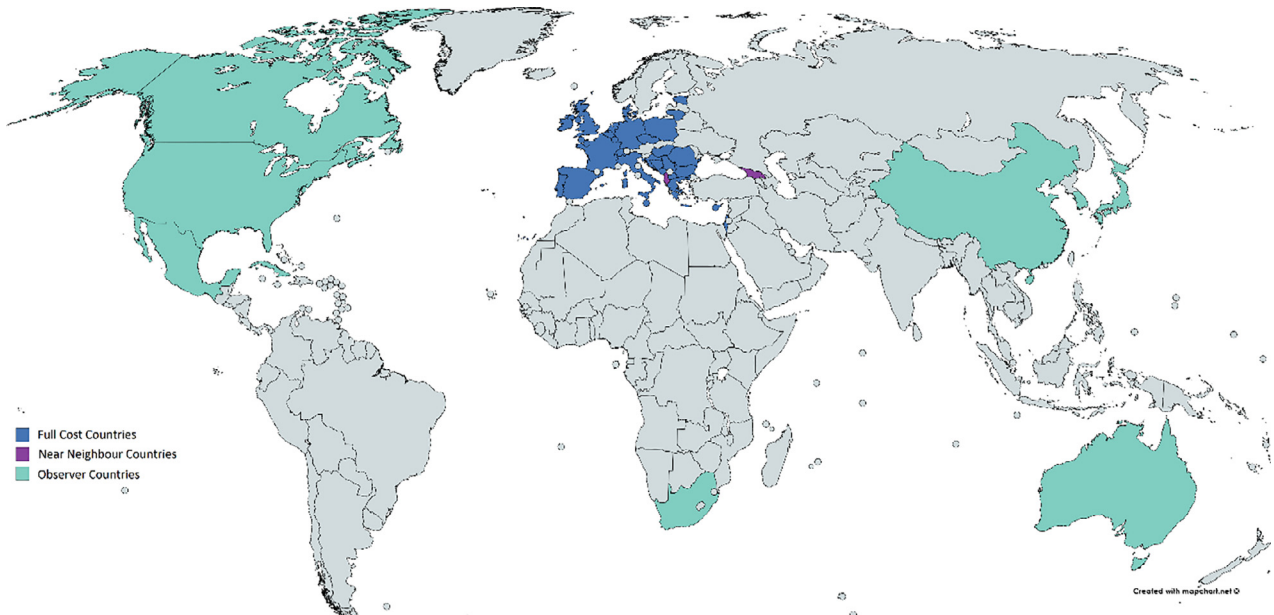 Full Cost Countries
Near Neighbour Countries
Observer Countries
Created with mapchart.net ©